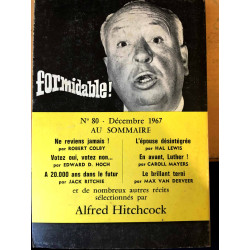 formidable!
N° 80 - Décembre 1967
AU SOMMAIRE
Ne reviens jamais !
par ROBERT COLBY
Votez oui, votez non...
par EDWARD D. HOCH
A 20.000 ans dans le futur
par JACK RITCHIE
L'épouse désintégrée
par HAL LEWIS
En avant, Luther !
par CAROLL MAYERS
Le brillant terni
par MAX VAN DERVEER
et de nombreux autres récits
sélectionnés par
Alfred Hitchcock